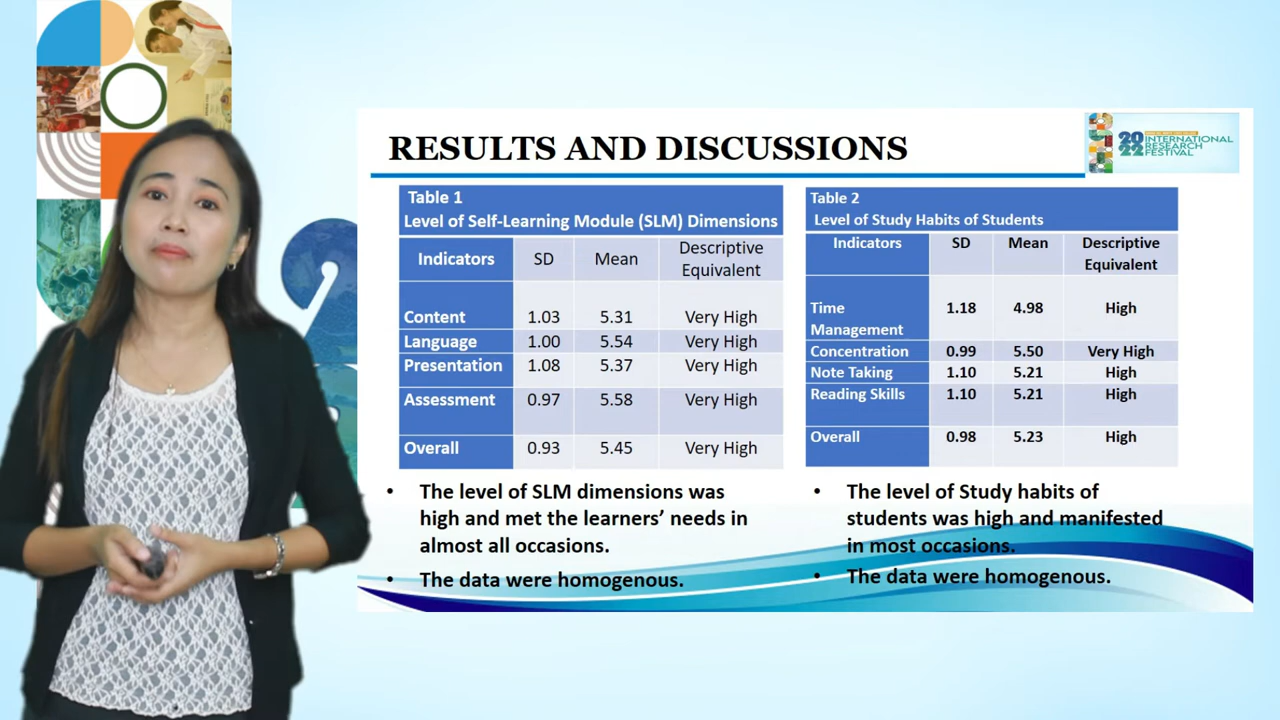 RESULTS AND DISCUSSIONS
2022
INTERNATIONAL
RESEARCH
FESTIVAL
Table 1
Level of Self-Learning Module (SLM) Dimensions
Indicators SD Mean Descriptive Equivalent
Content 1.03 5.31 Very High
Language 1.00 5.54 Very High
Presentation 1.08 5.37 Very High
Assessment 0.97 5.58 Very High
Overall 0.93 5.45 Very High
• The level of SLM dimensions was
high and met the learners’ needs in
almost all occasions.
• The data were homogenous.
Table 2
Level of Study Habits of Students
Indicators SD Mean Descriptive Equivalent
Time Management 1.18 4.98 High
Concentration 0.99 5.50 Very High
Note Taking 1.10 5.21 High
Reading Skills 1.10 5.21 High
Overall 0.98 5.23 High
• The level of Study habits of
students was high and manifested
in most occasions.
• The data were homogenous.